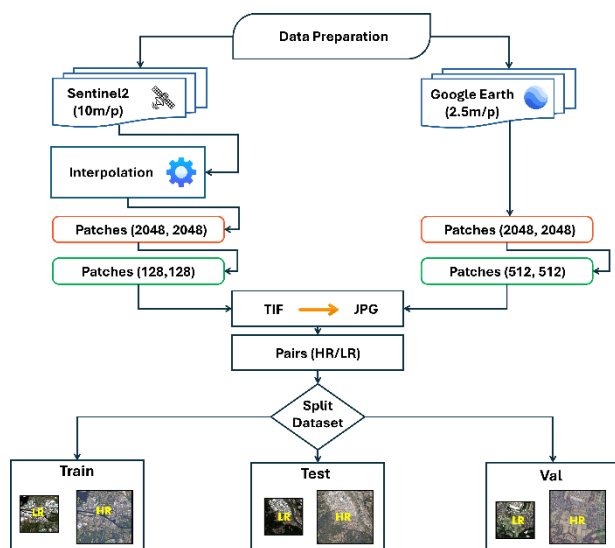 Data Preparation
Sentinel2
(10m/p)
Google Earth
(2.5m/p)
Interpolation
Patches (2048, 2048)
Patches (2048, 2048)
Patches (128,128)
Patches (512, 512)
TIF JPG
Pairs (HR/LR)
Split
Dataset
Train
LR HR
Test
LR HR
Val
LR HR